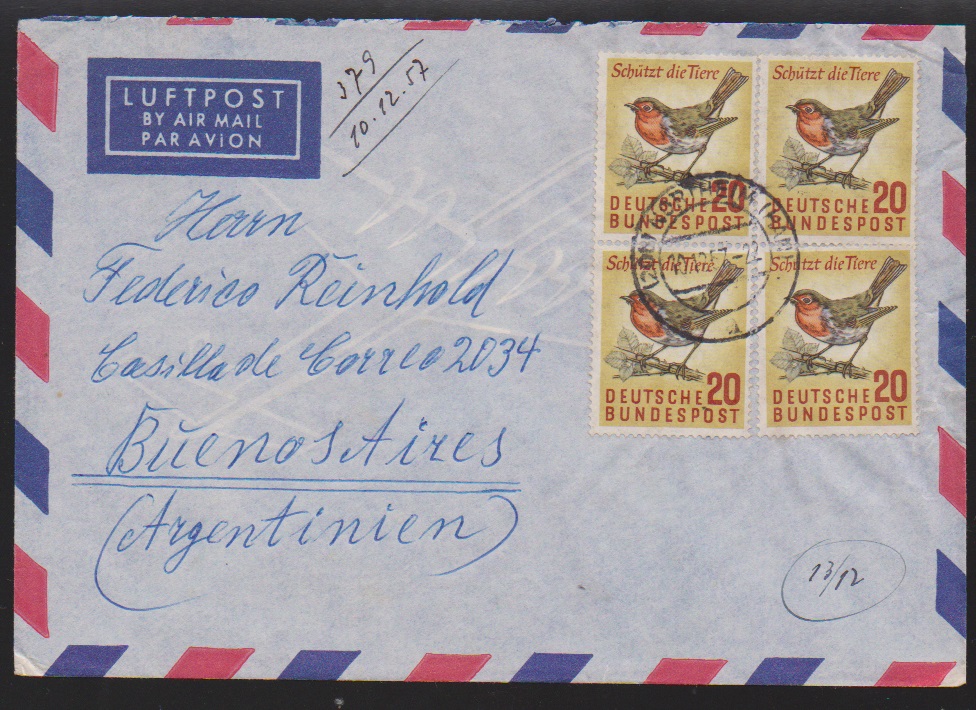 LUFTPOST
BY AIR MAIL
PAR AVION
379
10.12.57
Herrn
Federico Reinhold
Casilla de Correo 2034
Buenos Aires
(Argentinien)
Schützt die Tiere
20
DEUTSCHE
BUNDESPOST
Schützt die Tiere
20
DEUTSCHE
BUNDESPOST
Schützt die Tiere
20
DEUTSCHE
BUNDESPOST
Schützt die Tiere
20
DEUTSCHE
BUNDESPOST
13/12